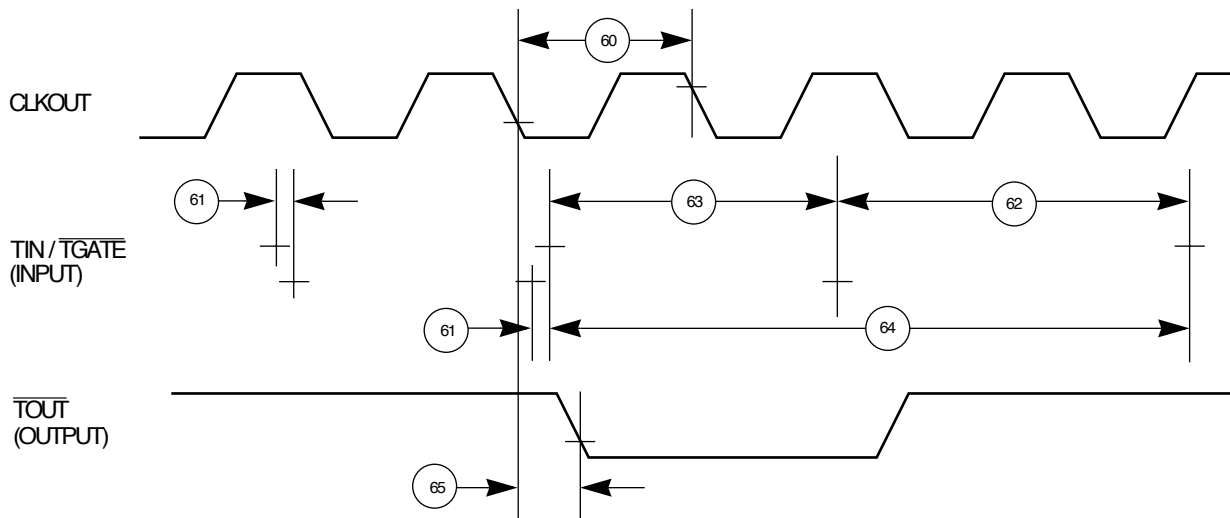 60
CLKOUT
61
63
62
TIN / TGATE
(INPUT)
61
64
TOUT
(OUTPUT)
65